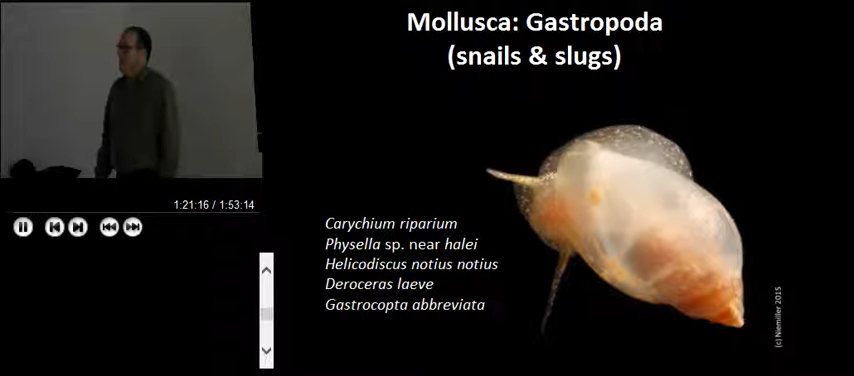 Mollusca: Gastropoda
(snails & slugs)
1:21:16 / 1:53:14
Carychium riparium
Physella sp. near halei
Helicodiscus notius notius
Deroceras laeve
Gastrocopta abbreviata
(c) Niemiller 2015